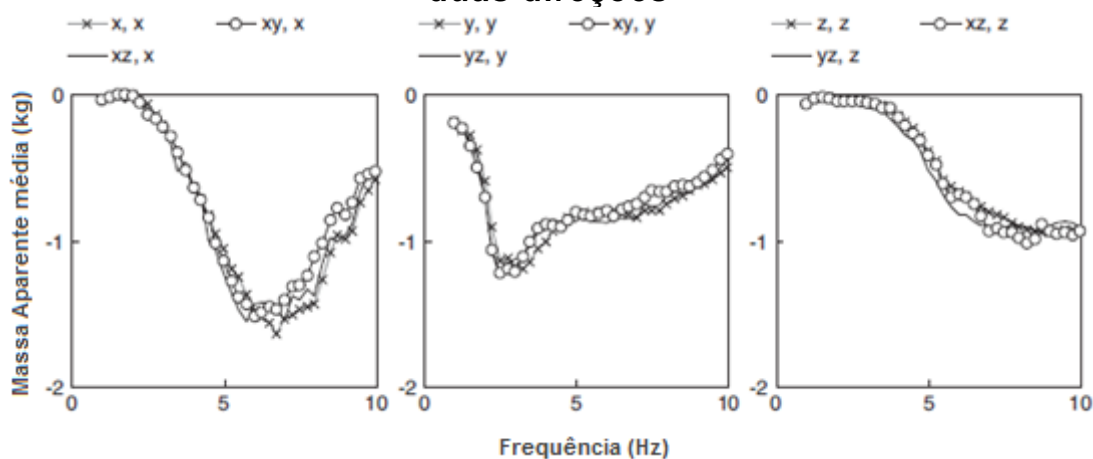 x, x xy, x y, y xy, y z, z xz, z
xz, x yz, y yz, z
Massa Aparente média (kg)
0 0 0
-1 -1 -1
-2 -2 -2
0 5 10 0 5 10 0 5 10
Frequência (Hz)